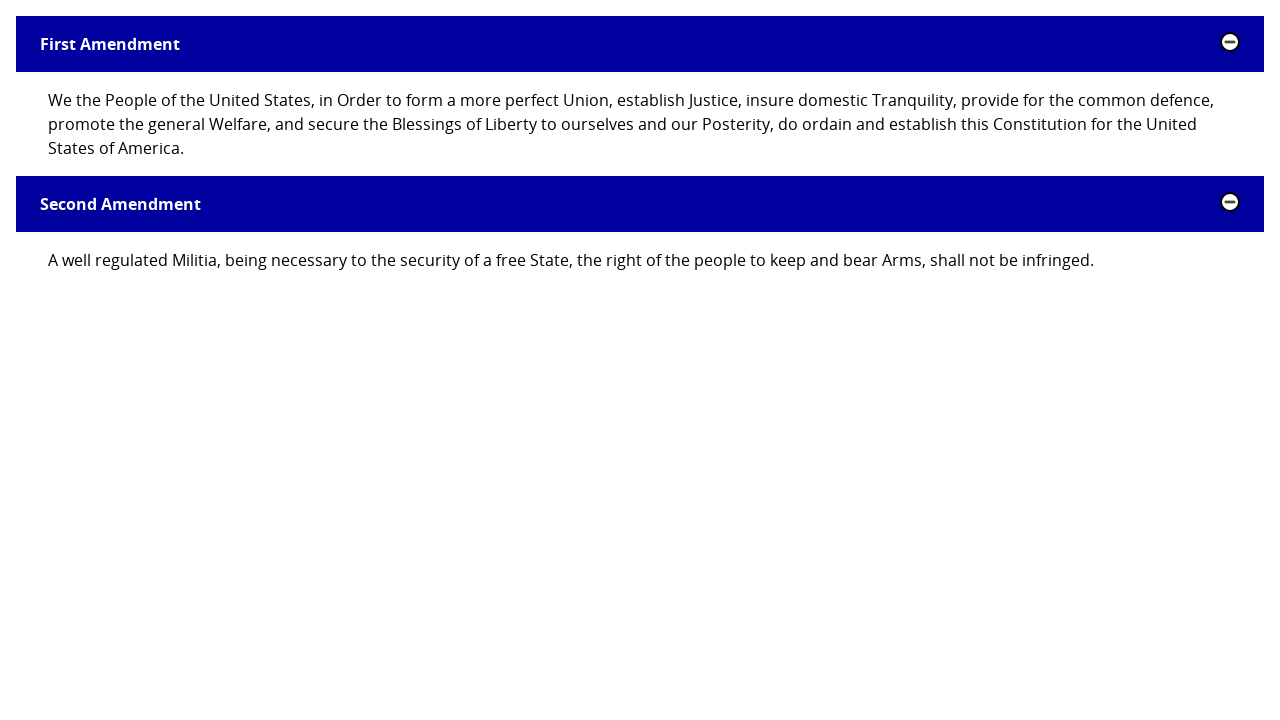 First Amendment
We the People of the United States, in Order to form a more perfect Union, establish Justice, insure domestic Tranquility, provide for the common defence,
promote the general Welfare, and secure the Blessings of Liberty to ourselves and our Posterity, do ordain and establish this Constitution for the United
States of America.
Second Amendment
A well regulated Militia, being necessary to the security of a free State, the right of the people to keep and bear Arms, shall not be infringed.